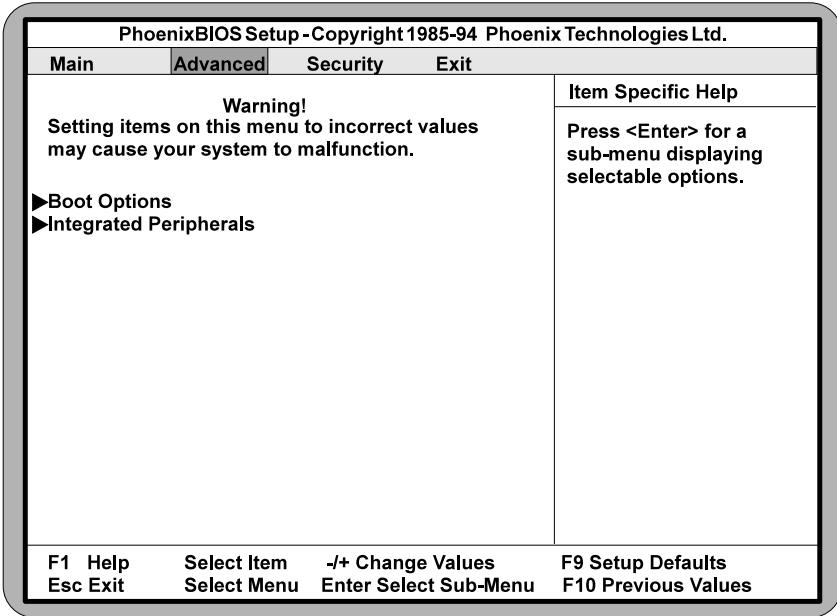 PhoenixBIOS Setup - Copyright 1985-94 Phoenix Technologies Ltd.
Main Advanced Security Exit
Warning!
Setting items on this menu to incorrect values
may cause your system to malfunction.
▶Boot Options
▶Integrated Peripherals
Item Specific Help
Press <Enter> for a
sub-menu displaying
selectable options.
F1 Help Select Item -/+ Change Values F9 Setup Defaults
Esc Exit Select Menu Enter Select Sub-Menu F10 Previous Values